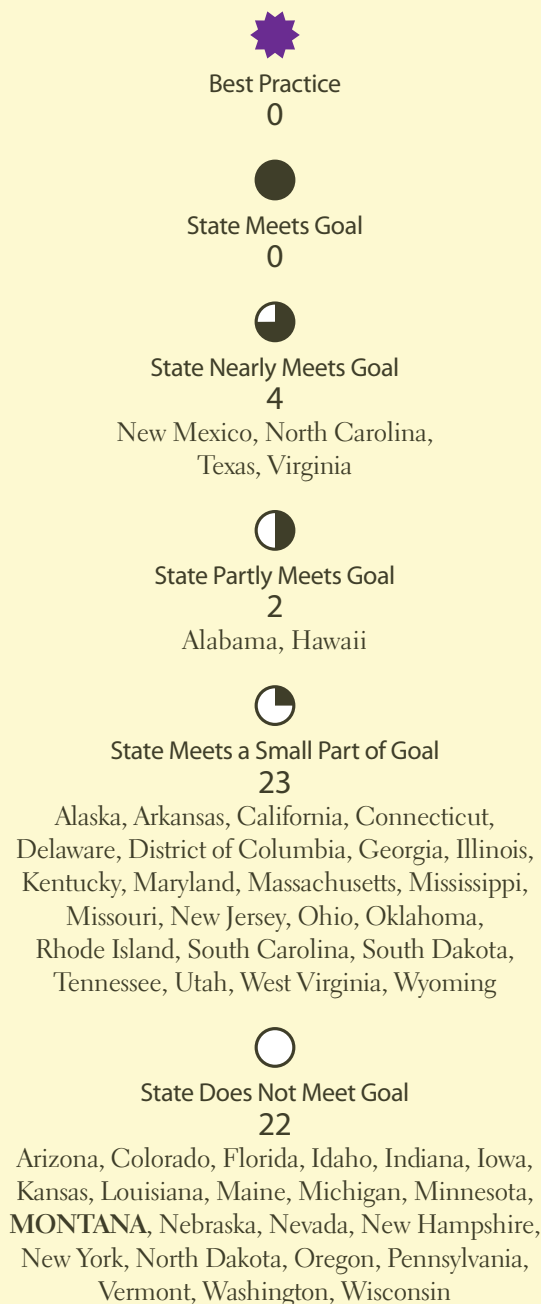 Best Practice
0
State Meets Goal
0
State Nearly Meets Goal
4
New Mexico, North Carolina,
Texas, Virginia
State Partly Meets Goal
2
Alabama, Hawaii
State Meets a Small Part of Goal
23
Alaska, Arkansas, California, Connecticut,
Delaware, District of Columbia, Georgia, Illinois,
Kentucky, Maryland, Massachusetts, Mississippi,
Missouri, New Jersey, Ohio, Oklahoma,
Rhode Island, South Carolina, South Dakota,
Tennessee, Utah, West Virginia, Wyoming
State Does Not Meet Goal
22
Arizona, Colorado, Florida, Idaho, Indiana, Iowa,
Kansas, Louisiana, Maine, Michigan, Minnesota,
MONTANA, Nebraska, Nevada, New Hampshire,
New York, North Dakota, Oregon, Pennsylvania,
Vermont, Washington, Wisconsin